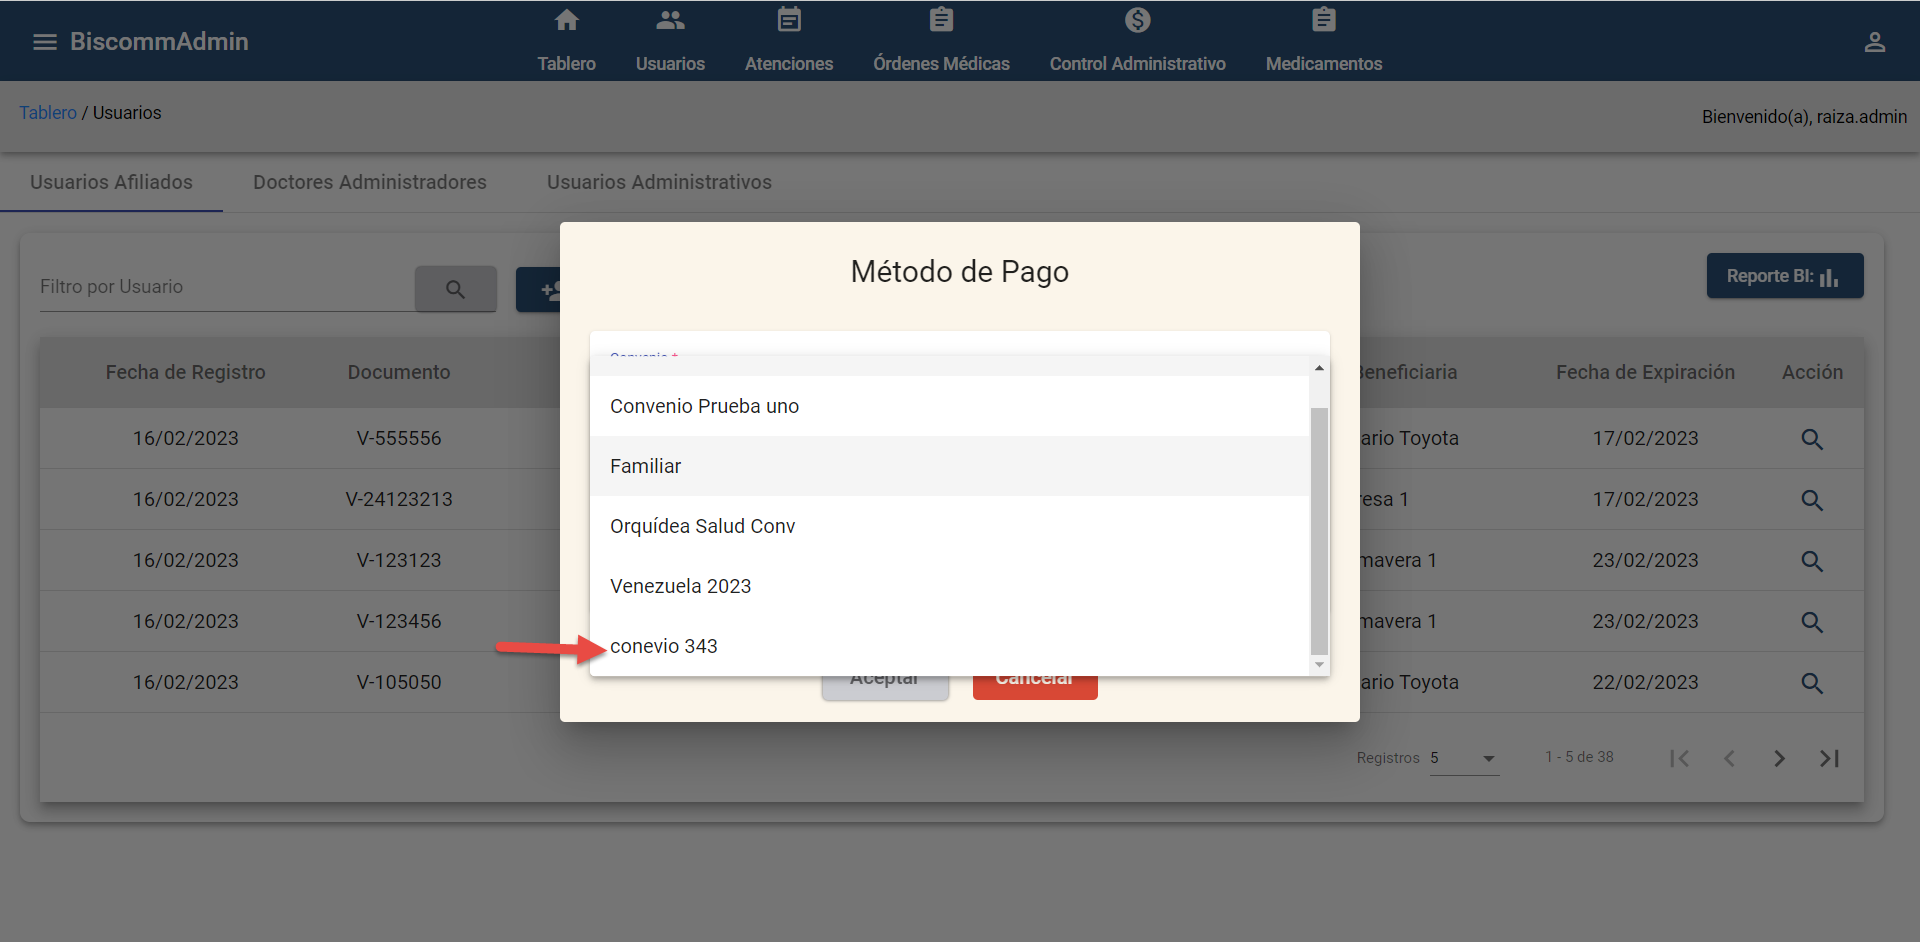 BiscommAdmin
Tablero
Usuarios
Atenciones
Órdenes Médicas
Control Administrativo
Medicamentos
Tablero / Usuarios
Bienvenido(a), raiza.admin
Usuarios Afiliados
Doctores Administradores
Usuarios Administrativos
Método de Pago
Filtro por Usuario
Reporte BI:
Convenio *
Convenio Prueba uno
Familiar
Orquídea Salud Conv
Venezuela 2023
conevio 343
Aceptar
Cancelar
Fecha de Registro Documento Beneficiaria Fecha de Expiración Acción
16/02/2023 V-555556 ario Toyota 17/02/2023
16/02/2023 V-24123213 resa 1 17/02/2023
16/02/2023 V-123123 mavera 1 23/02/2023
16/02/2023 V-123456 mavera 1 23/02/2023
16/02/2023 V-105050 ario Toyota 22/02/2023
Registros 5 1 - 5 de 38